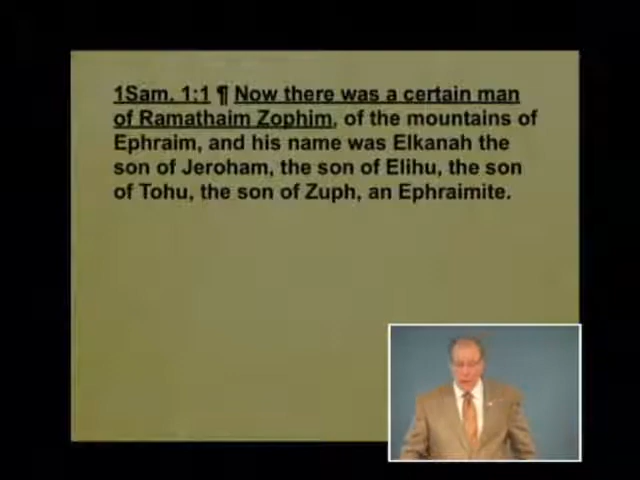 1Sam. 1:1 ¶ Now there was a certain man
of Ramathaim Zophim, of the mountains of
Ephraim, and his name was Elkanah the
son of Jeroham, the son of Elihu, the son
of Tohu, the son of Zuph, an Ephraimite.